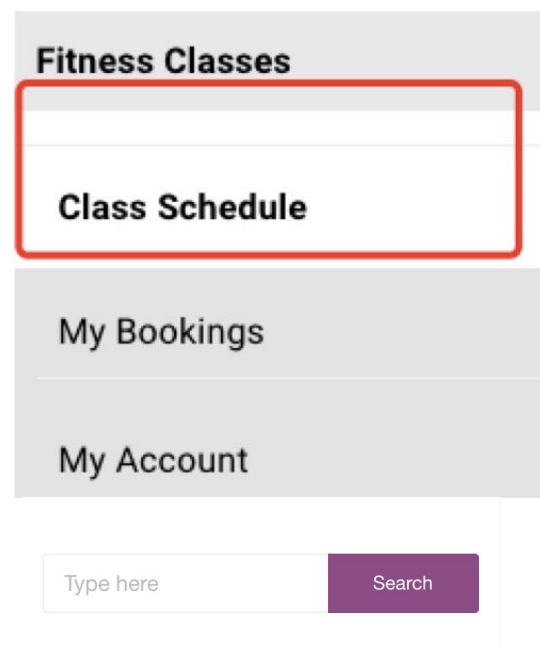 Fitness Classes
Class Schedule
My Bookings
My Account
Type here Search